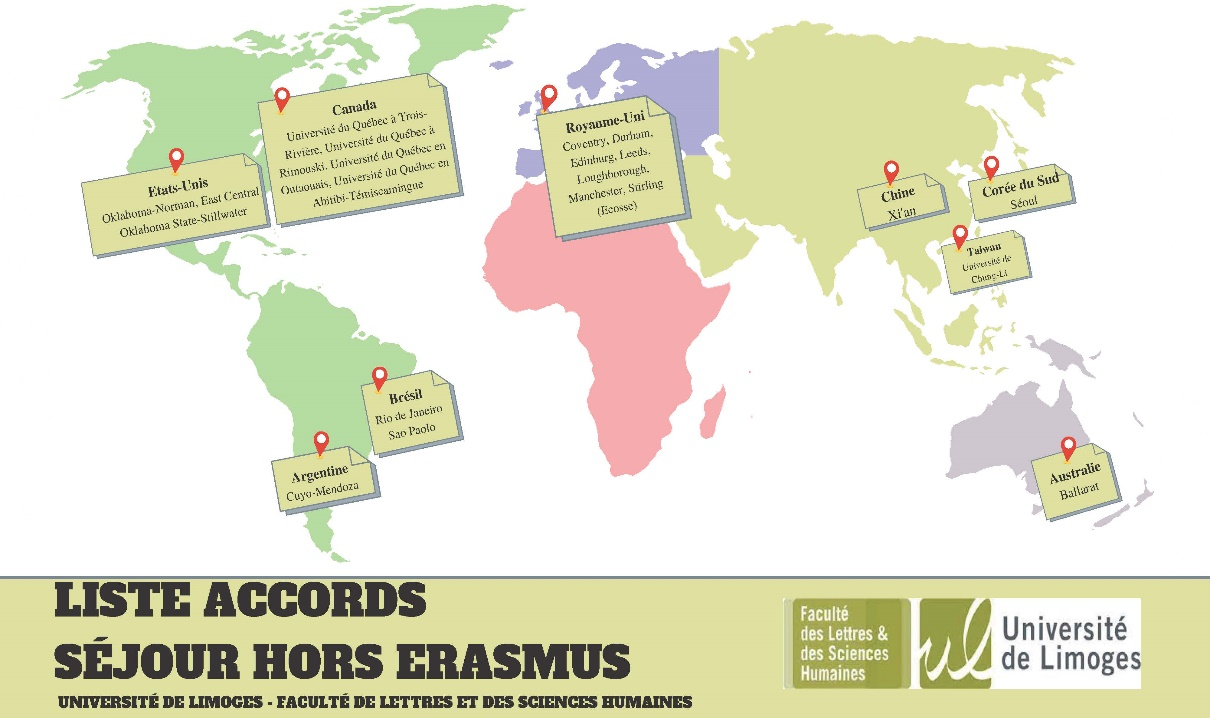 Canada
Université du Québec à Trois-
Rivière, Université du Québec à
Rimouski, Université du Québec en
Outaouais, Université du Québec en
Abitibi-Témiscamingue
Etats-Unis
Oklahoma-Norman, East Central
Oklahoma State-Stillwater
Royaume-Uni
Coventry, Durham,
Edinburg, Leeds,
Loughborough,
Manchester, Stirling
(Ecosse)
Chine
Xi'an
Corée du Sud
Séoul
Taiwan
Université de
Chung-Li
Brésil
Rio de Janeiro
Sao Paolo
Argentine
Cuyo-Mendoza
Australie
Ballarat
LISTE ACCORDS
SÉJOUR HORS ERASMUS
UNIVERSITÉ DE LIMOGES - FACULTÉ DE LETTRES ET DES SCIENCES HUMAINES
Faculté
des Lettres &
des Sciences
Humaines
ul
Université
de Limoges